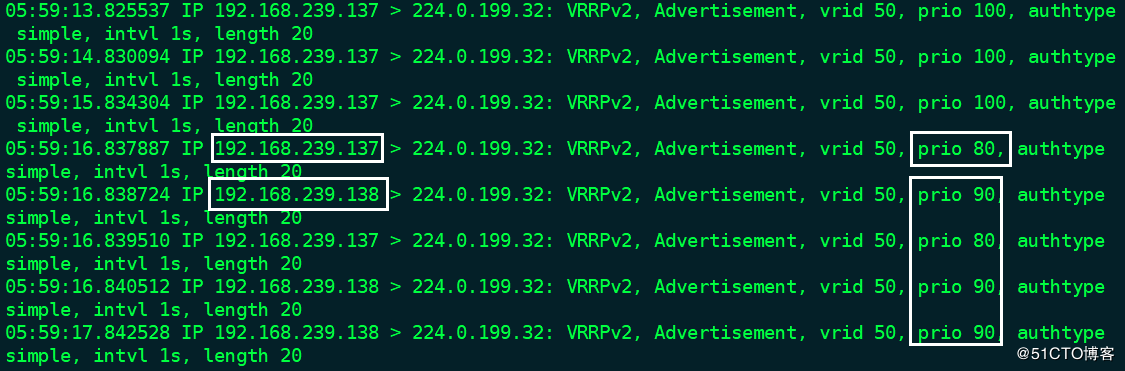 05:59:13.825537 IP 192.168.239.137 > 224.0.199.32: VRRPv2, Advertisement, vrid 50, prio 100, authtype
simple, intvl 1s, length 20
05:59:14.830094 IP 192.168.239.137 > 224.0.199.32: VRRPv2, Advertisement, vrid 50, prio 100, authtype
simple, intvl 1s, length 20
05:59:15.834304 IP 192.168.239.137 > 224.0.199.32: VRRPv2, Advertisement, vrid 50, prio 100, authtype
simple, intvl 1s, length 20
05:59:16.837887 IP 192.168.239.137 > 224.0.199.32: VRRPv2, Advertisement, vrid 50, prio 80, authtype
simple, intvl 1s, length 20
05:59:16.838724 IP 192.168.239.138 > 224.0.199.32: VRRPv2, Advertisement, vrid 50, prio 90, authtype
simple, intvl 1s, length 20
05:59:16.839510 IP 192.168.239.137 > 224.0.199.32: VRRPv2, Advertisement, vrid 50, prio 80, authtype
simple, intvl 1s, length 20
05:59:16.840512 IP 192.168.239.138 > 224.0.199.32: VRRPv2, Advertisement, vrid 50, prio 90, authtype
simple, intvl 1s, length 20
05:59:17.842528 IP 192.168.239.138 > 224.0.199.32: VRRPv2, Advertisement, vrid 50, prio 90, authtype
simple, intvl 1s, length 20
@51CTO博客